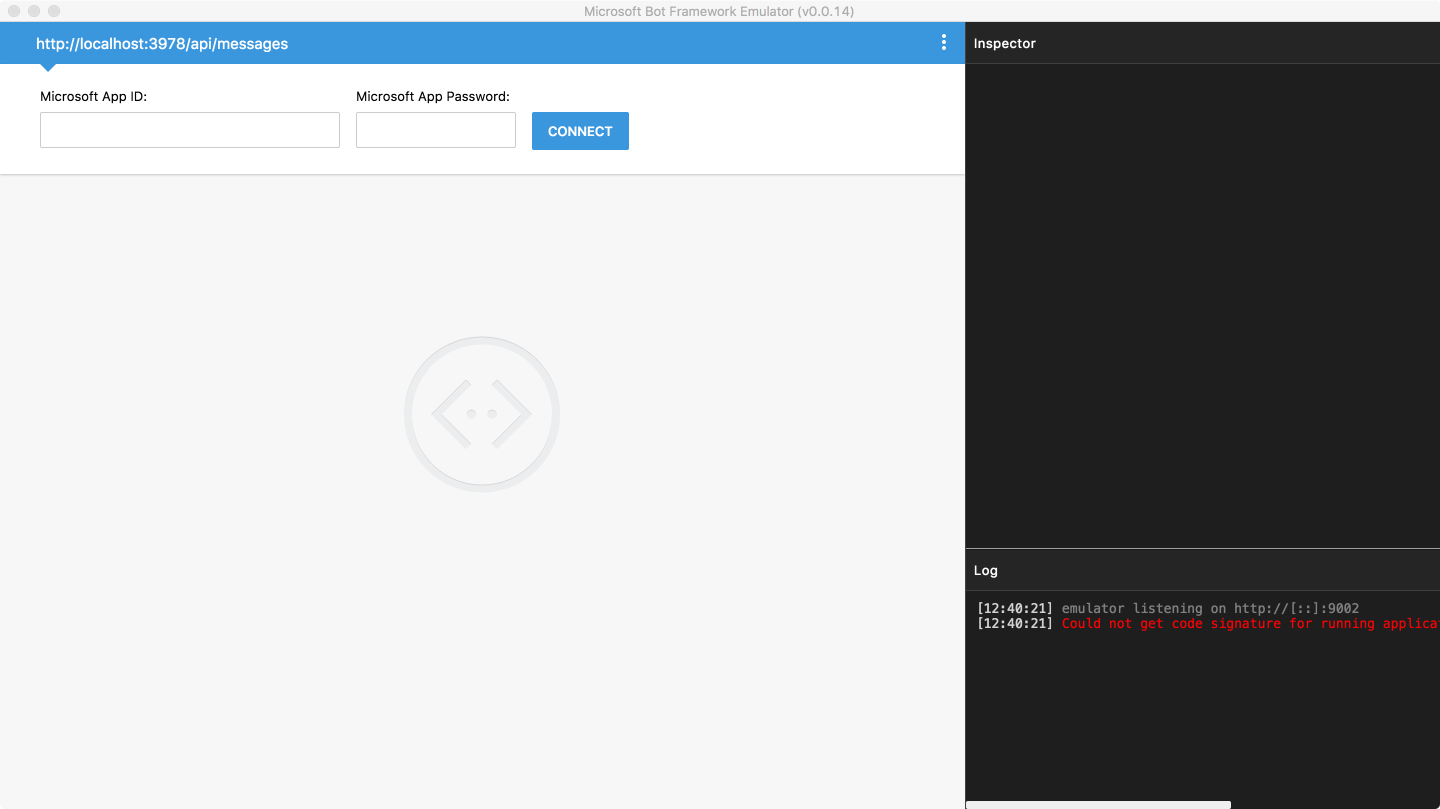 Microsoft Bot Framework Emulator (v0.0.14)
http://localhost:3978/api/messages
Microsoft App ID:
Microsoft App Password:
CONNECT
Inspector
Log
[12:40:21] emulator listening on http://[::]:9002
[12:40:21] Could not get code signature for running